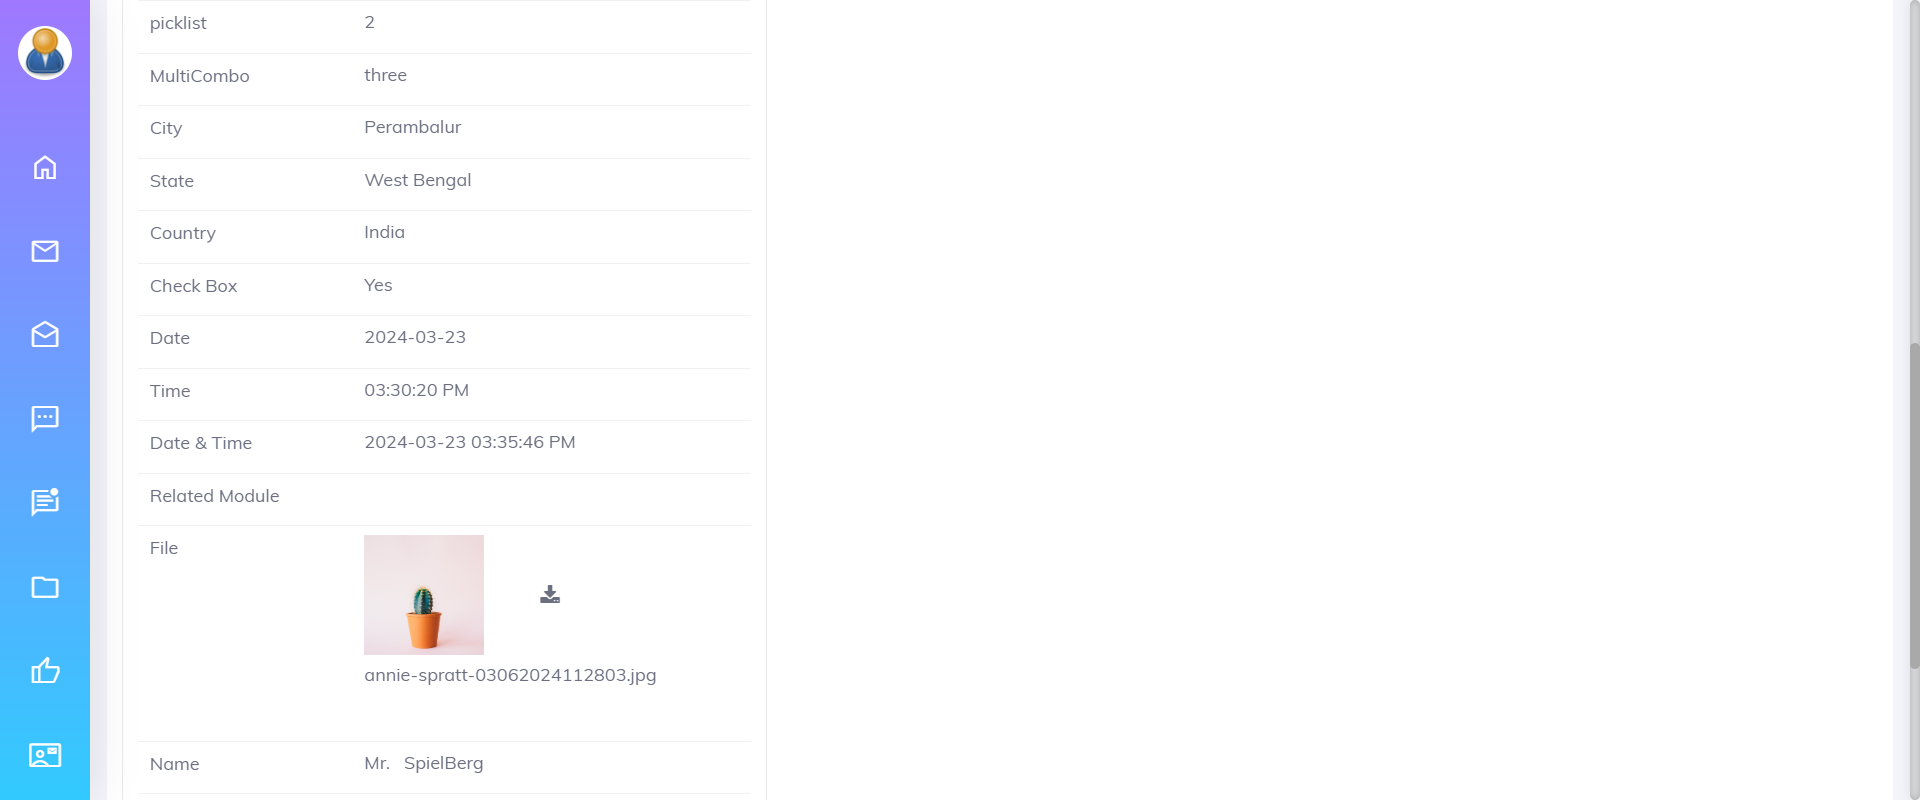 picklist 2
MultiCombo three
City Perambalur
State West Bengal
Country India
Check Box Yes
Date 2024-03-23
Time 03:30:20 PM
Date & Time 2024-03-23 03:35:46 PM
Related Module
File
annie-spratt-03062024112803.jpg
Name Mr. SpielBerg